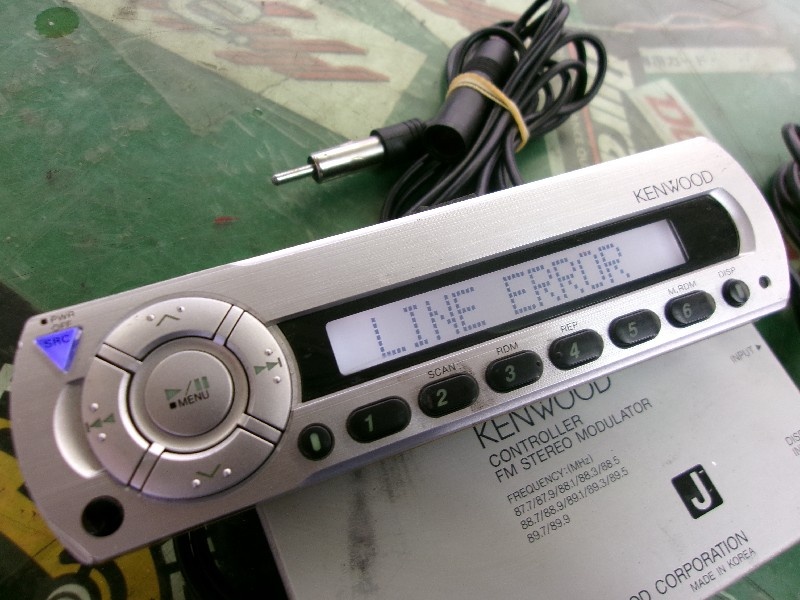 KENWOOD
LINE ERROR
PWR
OFF
SRC
MENU
DISP
M.RDM
REP
RDM
SCAN
1 2 3 4 5 6
INPUT
KENWOOD
CONTROLLER
FM STEREO MODULATOR
FREQUENCY:(MHz)
87.7/87.9/88.1/88.3/88.5
88.7/88.9/89.1/89.3/89.5
89.7/89.9
J
OD CORPORATION
MADE IN KOREA